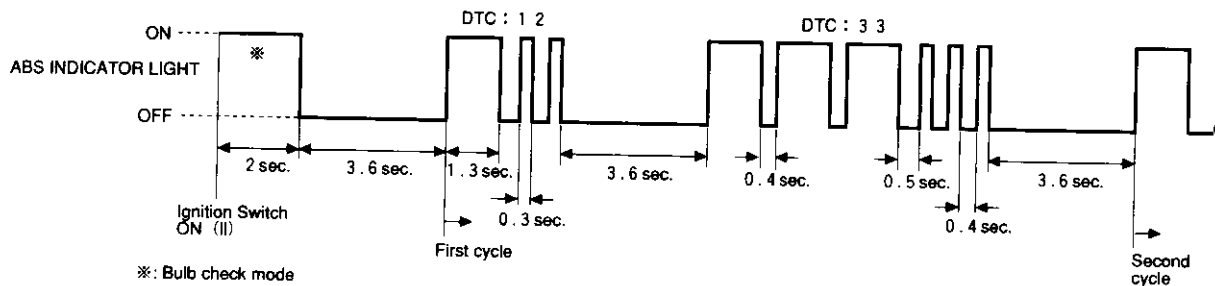 DTC : 1 2
DTC : 3 3
ON
※
ABS INDICATOR LIGHT
OFF
2 sec.
3.6 sec.
1.3 sec.
3.6 sec.
0.4 sec.
0.5 sec.
3.6 sec.
0.3 sec.
0.4 sec.
Ignition Switch
ON (II)
First cycle
Second
cycle
※: Bulb check mode